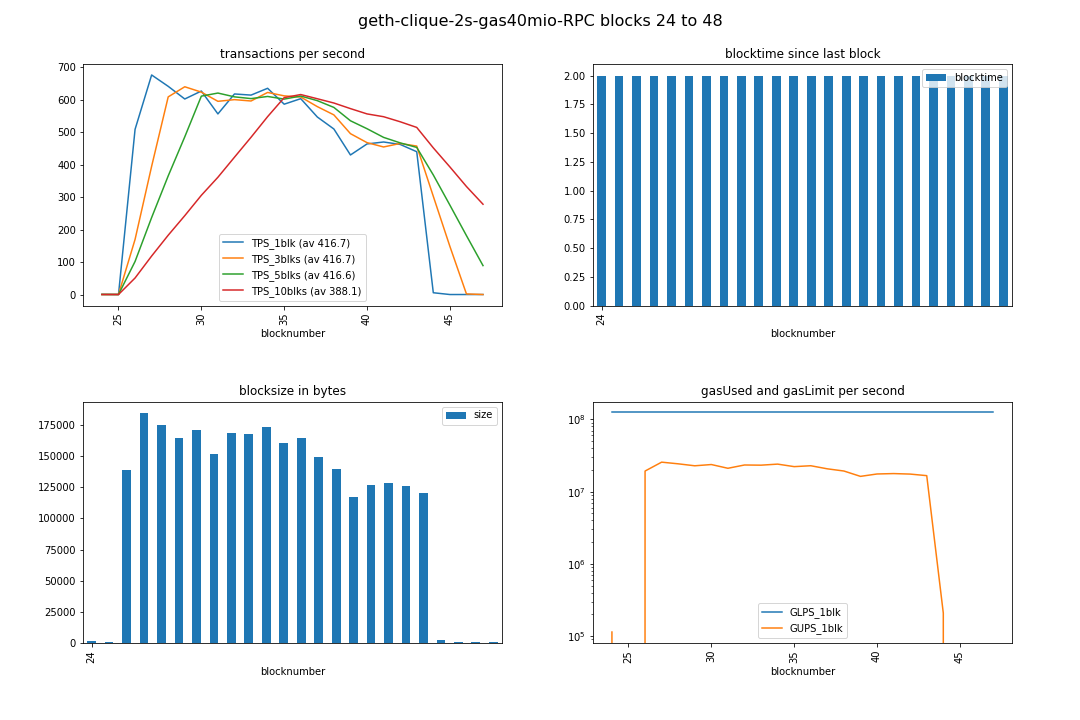 geth-clique-2s-gas40mio-RPC blocks 24 to 48
transactions per second
700
600
500
400
300
200
100
0
TPS_1blk (av 416.7)
TPS_3blks (av 416.7)
TPS_5blks (av 416.6)
TPS_10blks (av 388.1)
25
30
35
40
45
blocknumber
blocktime since last block
2.00
1.75
1.50
1.25
1.00
0.75
0.50
0.25
0.00
blocktime
24
blocknumber
blocksize in bytes
175000
150000
125000
100000
75000
50000
25000
0
size
24
blocknumber
gasUsed and gasLimit per second
10⁸
10⁷
10⁶
10⁵
GLPS_1blk
GUPS_1blk
25
30
35
40
45
blocknumber